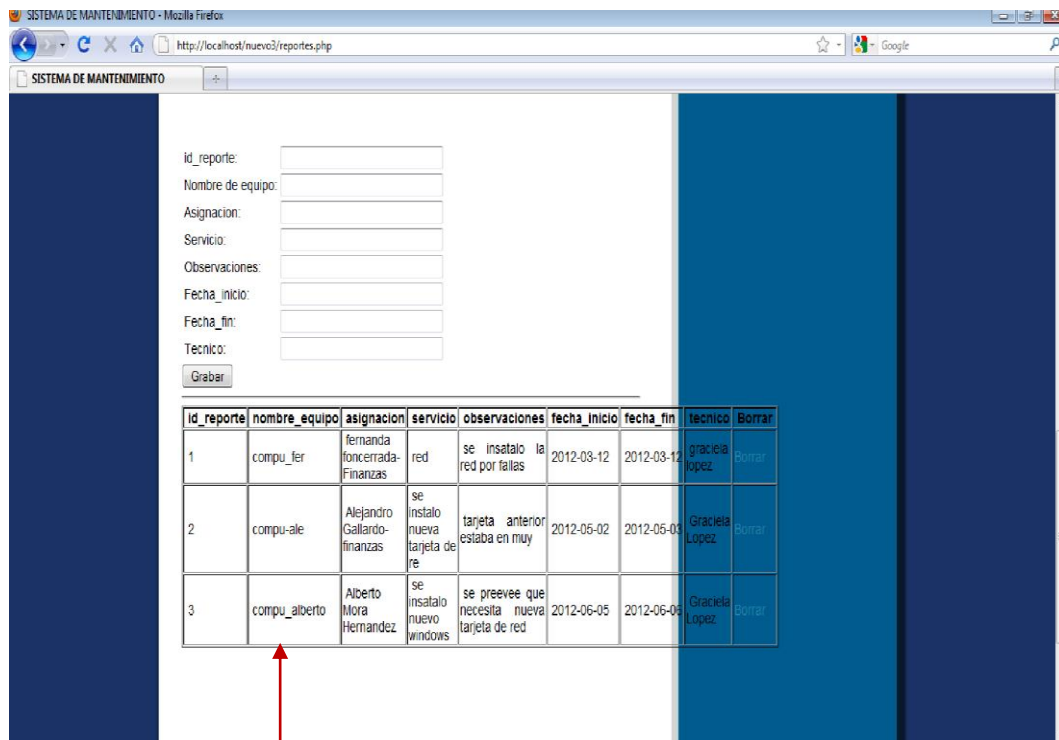 SISTEMA DE MANTENIMIENTO - Mozilla Firefox
http://localhost/nuevo3/reportes.php
Google
SISTEMA DE MANTENIMIENTO
id_reporte:
Nombre de equipo:
Asignacion:
Servicio:
Observaciones:
Fecha_inicio:
Fecha_fin:
Tecnico:
Grabar
id_reporte nombre_equipo asignacion servicio observaciones fecha_inicio fecha_fin tecnico Borrar
1 compu_fer fernanda foncerrada-Finanzas red se insatalo la red por fallas 2012-03-12 2012-03-12 graciela lopez Borrar
2 compu-ale Alejandro Gallardo-finanzas se instalo nueva tarjeta de re tarjeta anterior estaba en muy 2012-05-02 2012-05-03 Graciela Lopez Borrar
3 compu_alberto Alberto Mora Hernandez se insatalo nuevo windows se preevee que necesita nueva tarjeta de red 2012-06-05 2012-06-06 Graciela Lopez Borrar